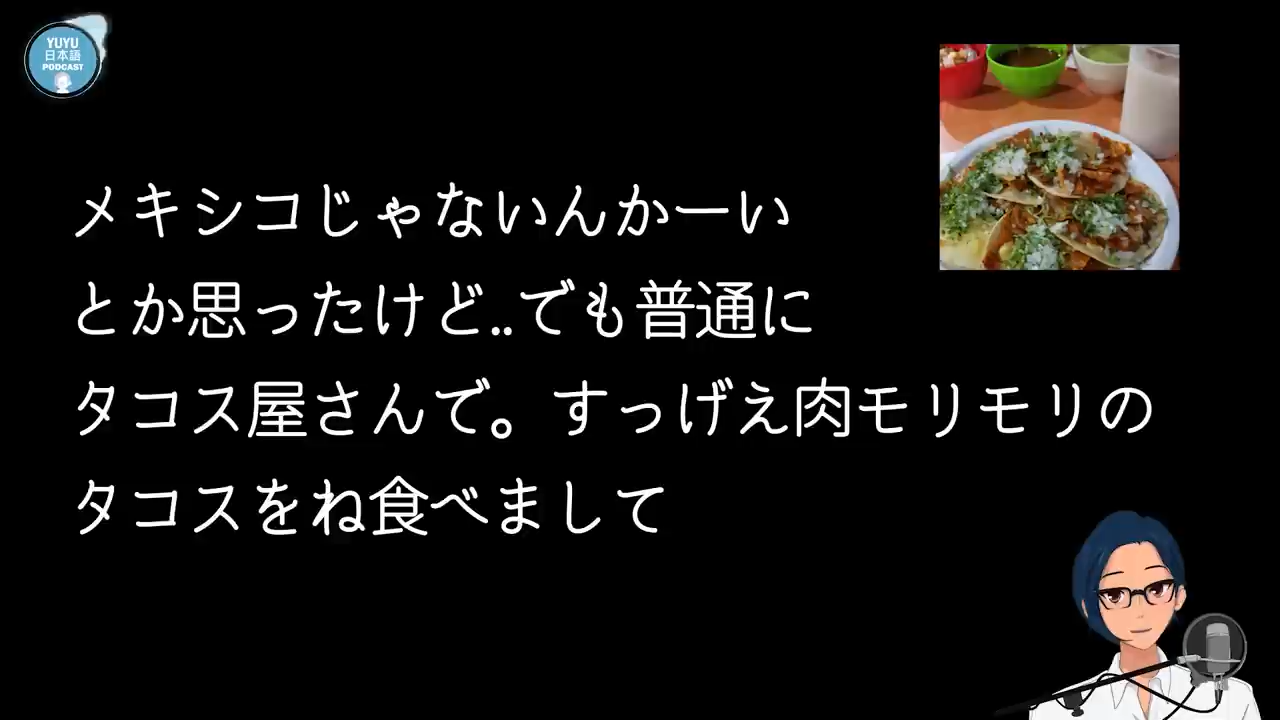 YUYU
日本語
PODCAST
メキシコじゃないんかーい
とか思ったけど..でも普通に
タコス屋さんで。すっげえ肉モリモリの
タコスをね食べまして